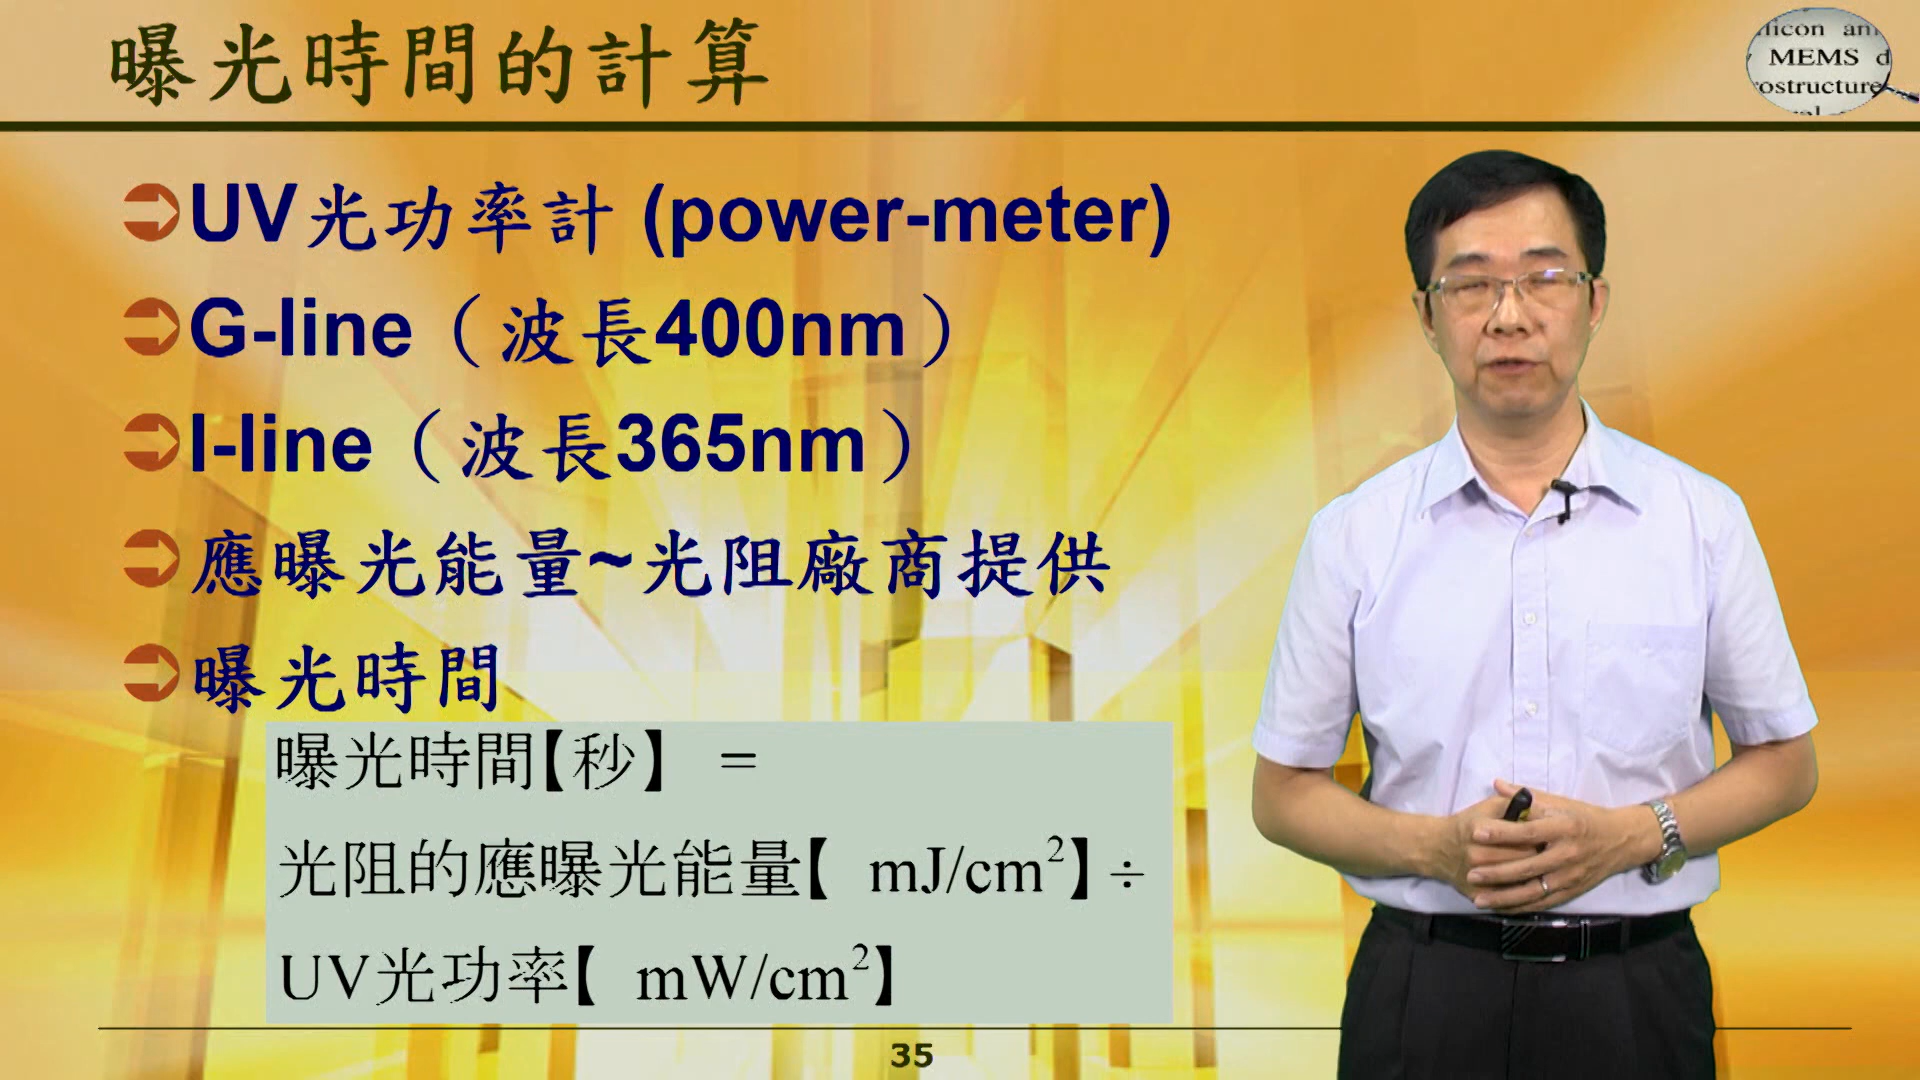 曝光時間的計算
licon an
MEMS d
ostructure
UV光功率計 (power-meter)
G-line（波長400nm）
I-line（波長365nm）
應曝光能量~光阻廠商提供
曝光時間
曝光時間【秒】 =
光阻的應曝光能量【 mJ/cm²】÷
UV光功率【 mW/cm²】
35